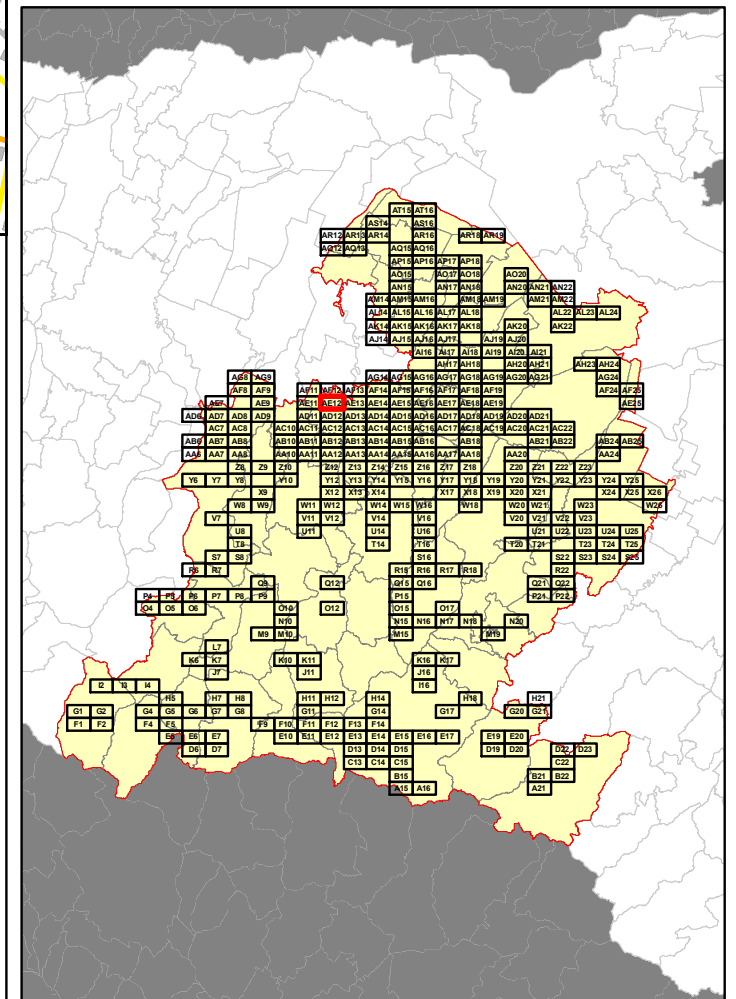 AT15 AT16
AS14 AS16
AR12 AR13 AR14 AR16 AR18 AR19
AQ12 AQ13 AQ15 AQ16
AP15 AP16 AP17 AP18
AO15 AO17 AO18 AO20
AN15 AN17 AN18 AN20 AN21 AN22
AM14 AM15 AM16 AM18 AM19 AM21 AM22
AL14 AL15 AL16 AL17 AL18 AL22 AL23 AL24
AK14 AK15 AK16 AK17 AK18 AK20 AK22
AJ14 AJ15 AJ16 AJ17 AJ19 AJ20
AI16 AI17 AI18 AI19 AI20 AI21
AH17 AH18 AH20 AH21 AH23 AH24
AG8 AG9 AG14 AG15 AG16 AG17 AG18 AG19 AG20 AG21 AG24
AF8 AF9 AF11 AF12 AF13 AF14 AF15 AF16 AF17 AF18 AF19 AF24 AF25
AE7 AE9 AE11 AE12 AE13 AE14 AE15 AE16 AE17 AE18 AE19 AE25
AD6 AD7 AD8 AD9 AD11 AD12 AD13 AD14 AD15 AD16 AD17 AD18 AD19 AD20 AD21
AC7 AC8 AC10 AC11 AC12 AC13 AC14 AC15 AC16 AC17 AC18 AC19 AC20 AC21 AC22
AB6 AB7 AB8 AB10 AB11 AB12 AB13 AB14 AB15 AB16 AB18 AB21 AB22 AB24 AB25
AA6 AA7 AA8 AA10 AA11 AA12 AA13 AA14 AA15 AA16 AA17 AA18 AA20 AA24
Z8 Z9 Z10 Z12 Z13 Z14 Z15 Z16 Z17 Z18 Z20 Z21 Z22 Z23
Y6 Y7 Y8 Y10 Y12 Y13 Y14 Y15 Y16 Y17 Y18 Y19 Y20 Y21 Y22 Y23 Y24 Y25
X9 X12 X13 X14 X17 X18 X19 X20 X21 X24 X25 X26
W8 W9 W11 W12 W14 W15 W16 W18 W20 W21 W23 W26
V7 V11 V12 V14 V16 V20 V21 V22 V23
U8 U11 U14 U16 U21 U22 U23 U24 U25
T8 T14 T16 T20 T21 T23 T24 T25
S7 S8 S16 S22 S23 S24 S25
R6 R7 R15 R16 R17 R18 R22
Q9 Q12 Q15 Q16 Q21 Q22
P4 P5 P6 P7 P8 P9 P15 P21 P22
O4 O5 O6 O10 O12 O15 O17
N10 N15 N16 N17 N18 N20
M9 M10 M15 M19
L7
K6 K7 K10 K11 K16 K17
J7 J11 J16
I2 I3 I4 I16
H5 H7 H8 H11 H12 H14 H18 H21
G1 G2 G4 G5 G6 G7 G8 G11 G14 G17 G20 G21
F1 F2 F4 F5 F9 F10 F11 F12 F13 F14
E5 E6 E7 E10 E11 E12 E13 E14 E15 E16 E17 E19 E20
D6 D7 D13 D14 D15 D19 D20 D22 D23
C13 C14 C15 C22
B15 B21 B22
A15 A16 A21